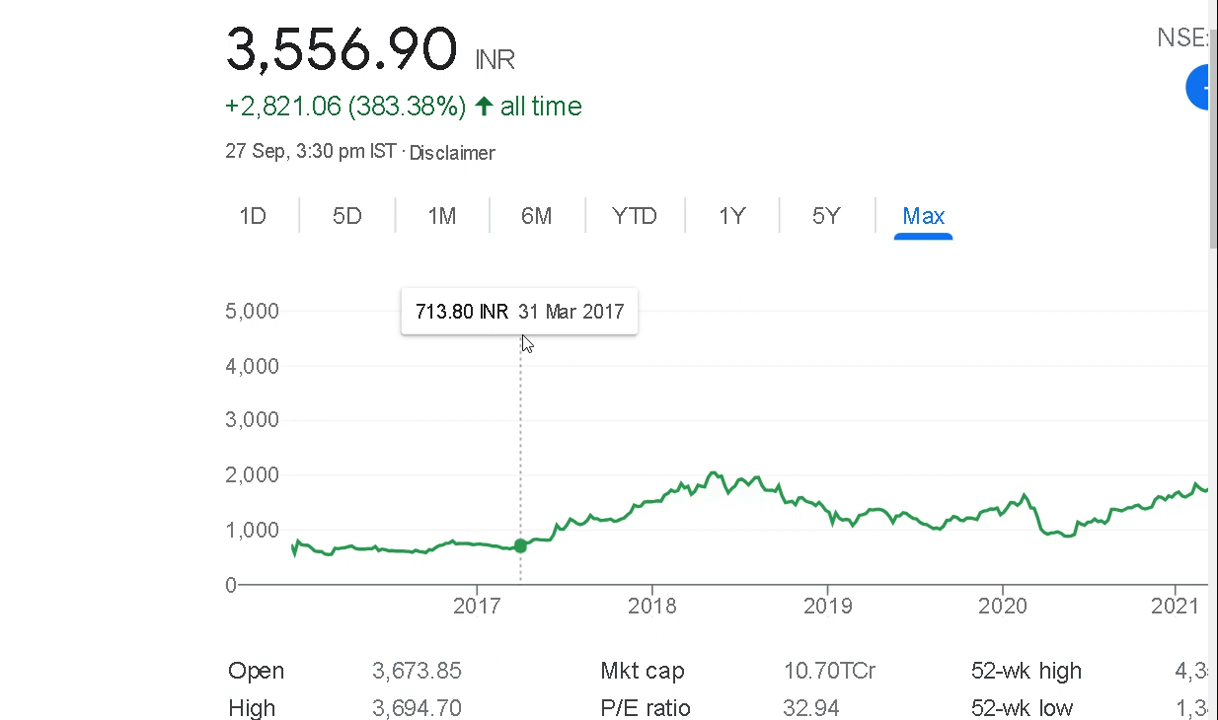 3,556.90 INR
NSE:
+2,821.06 (383.38%) ↑ all time
27 Sep, 3:30 pm IST · Disclaimer
1D 5D 1M 6M YTD 1Y 5Y Max
713.80 INR 31 Mar 2017
5,000
4,000
3,000
2,000
1,000
0
2017 2018 2019 2020 2021
Open 3,673.85 Mkt cap 10.70TCr 52-wk high
High 3,694.70 P/E ratio 32.94 52-wk low